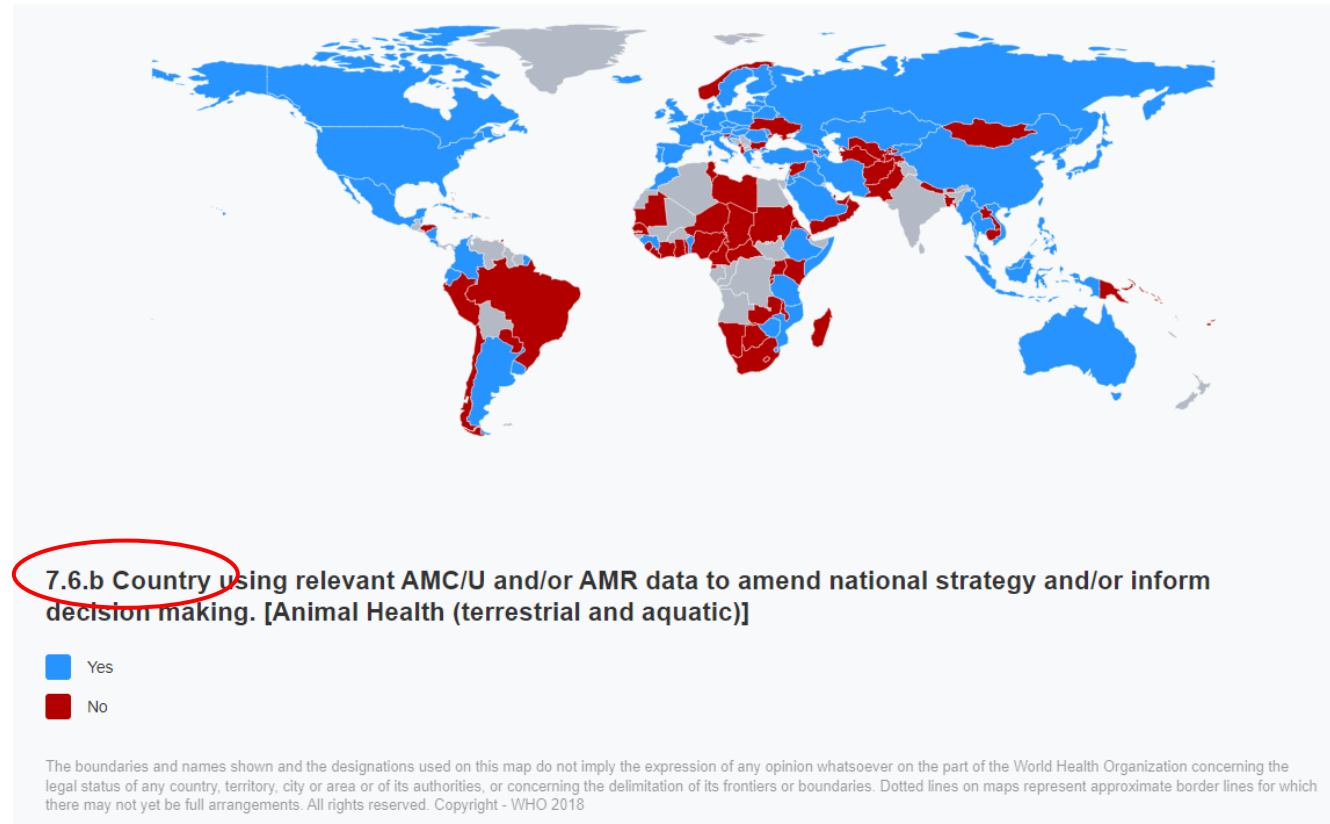 7.6.b Country using relevant AMC/U and/or AMR data to amend national strategy and/or inform
decision making. [Animal Health (terrestrial and aquatic)]
Yes
No
The boundaries and names shown and the designations used on this map do not imply the expression of any opinion whatsoever on the part of the World Health Organization concerning the
legal status of any country, territory, city or area or of its authorities, or concerning the delimitation of its frontiers or boundaries. Dotted lines on maps represent approximate border lines for which
there may not yet be full arrangements. All rights reserved. Copyright - WHO 2018